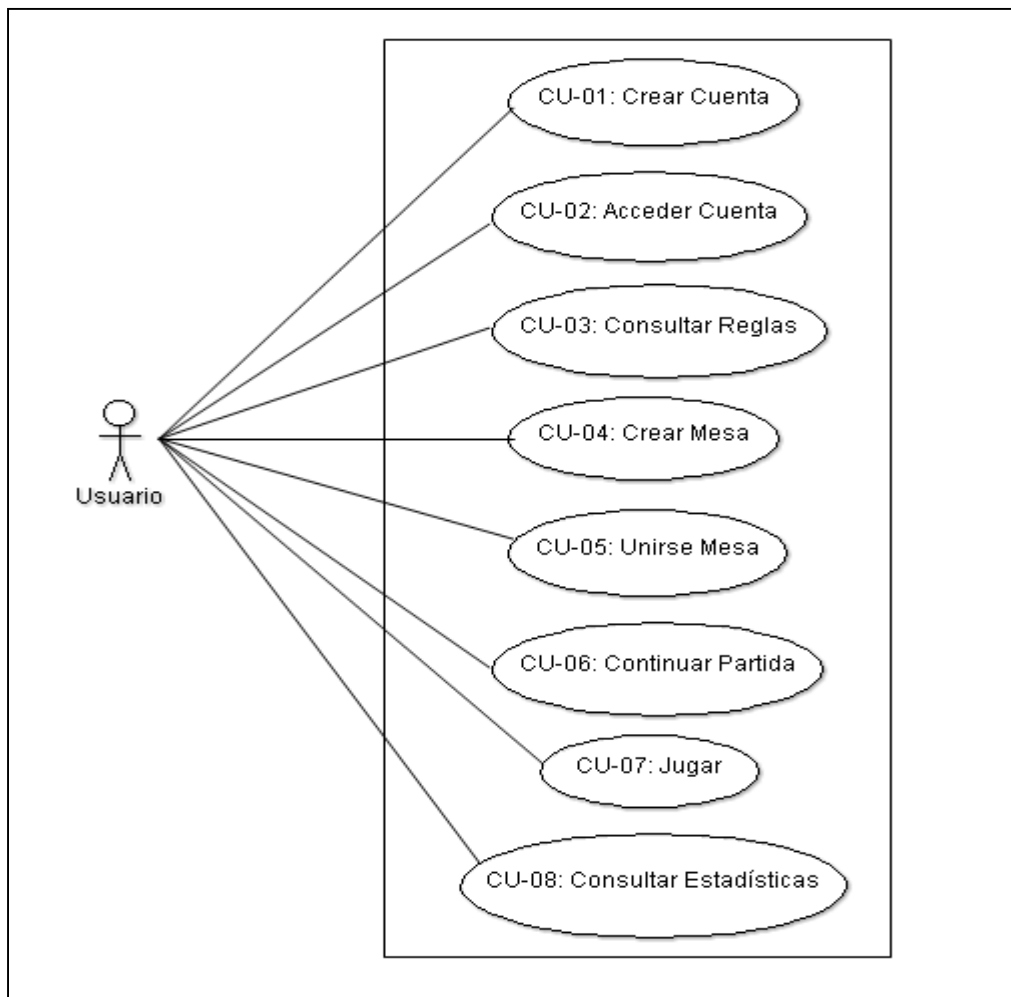 CU-01: Crear Cuenta
CU-02: Acceder Cuenta
CU-03: Consultar Reglas
CU-04: Crear Mesa
Usuario
CU-05: Unirse Mesa
CU-06: Continuar Partida
CU-07: Jugar
CU-08: Consultar Estadísticas